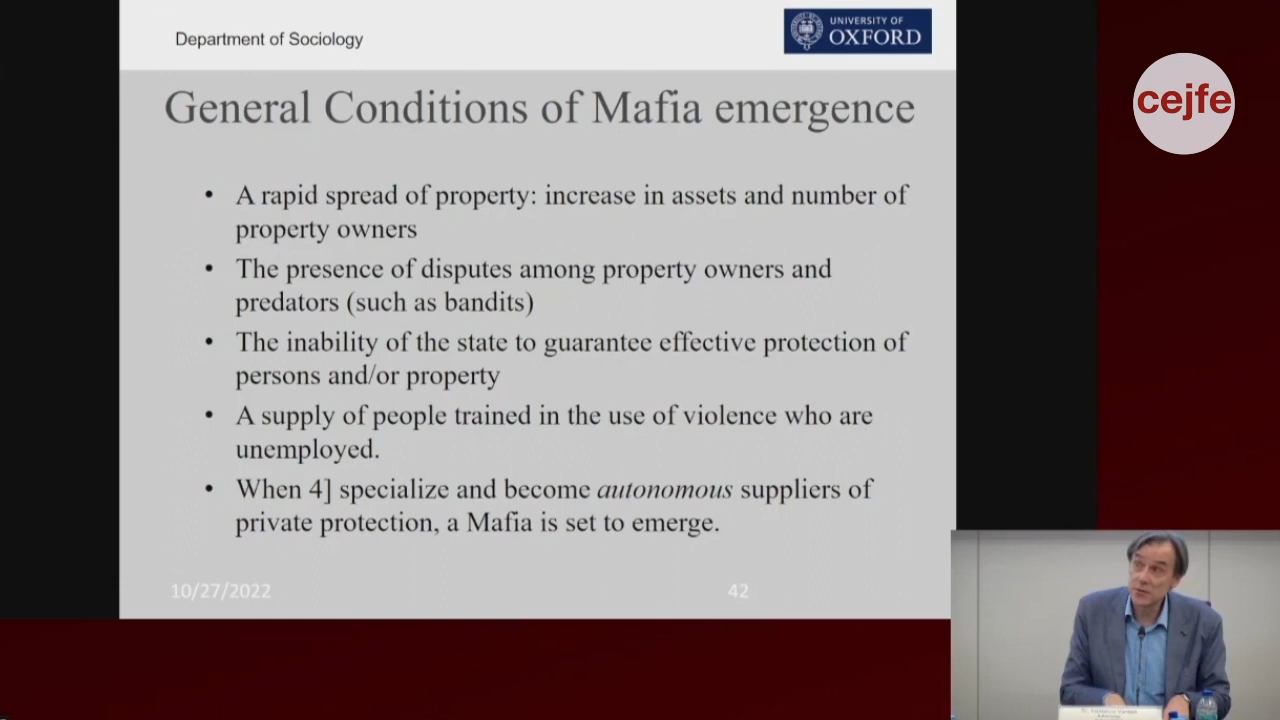 Department of Sociology
UNIVERSITY OF
OXFORD
cejfe
General Conditions of Mafia emergence
• A rapid spread of property: increase in assets and number of
property owners
• The presence of disputes among property owners and
predators (such as bandits)
• The inability of the state to guarantee effective protection of
persons and/or property
• A supply of people trained in the use of violence who are
unemployed.
• When 4] specialize and become autonomous suppliers of
private protection, a Mafia is set to emerge.
10/27/2022
42